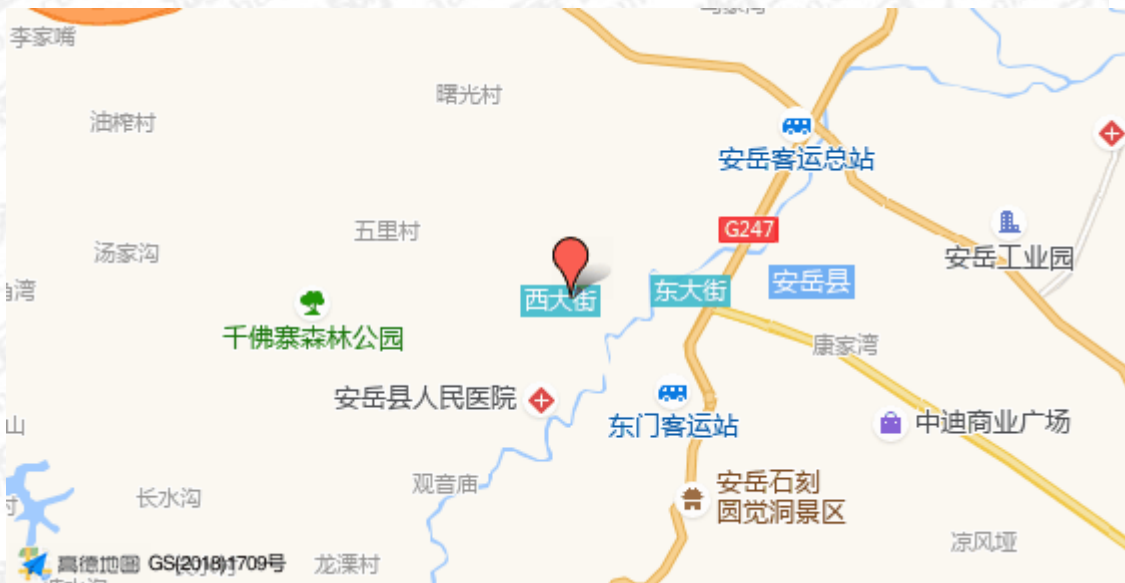 李家嘴
曙光村
油榨村
安岳客运总站
五里村
G247
汤家沟
安岳工业园
安岳县
东大街
西大街
千佛寨森林公园
康家湾
安岳县人民医院
中迪商业广场
东门客运站
山
观音庙
安岳石刻
圆觉洞景区
长水沟
村
凉风垭
高德地图 GS(2018)1709号
龙溧村